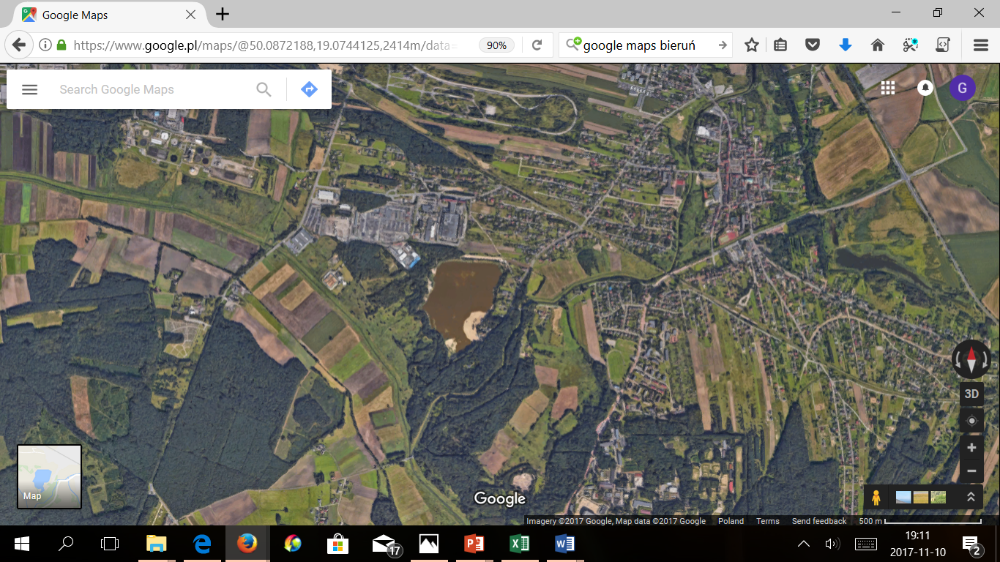 Google Maps
https://www.google.pl/maps/@50.0872188,19.0744125,2414m/data=
90%
google maps bieruń
Search Google Maps
G
3D
Map
Google
Imagery ©2017 Google, Map data ©2017 Google
Poland
Terms
Send feedback
500 m
17
19:11
2017-11-10
2